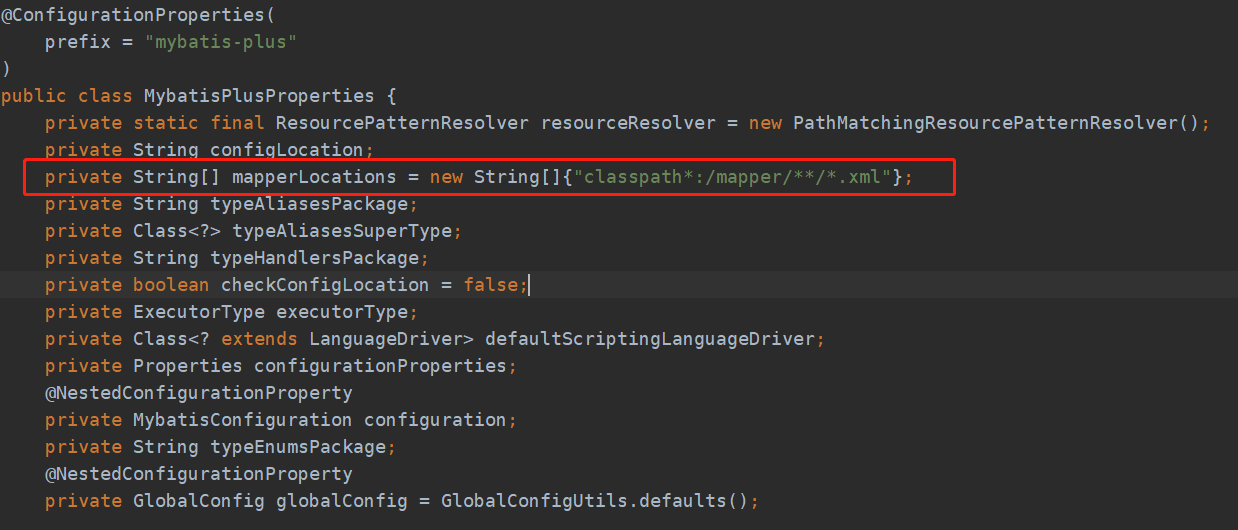 @ConfigurationProperties(
    prefix = "mybatis-plus"
)
public class MybatisPlusProperties {
    private static final ResourcePatternResolver resourceResolver = new PathMatchingResourcePatternResolver();
    private String configLocation;
    private String[] mapperLocations = new String[]{"classpath*:/mapper/**/*.xml"};
    private String typeAliasesPackage;
    private Class<?> typeAliasesSuperType;
    private String typeHandlersPackage;
    private boolean checkConfigLocation = false;
    private ExecutorType executorType;
    private Class<? extends LanguageDriver> defaultScriptingLanguageDriver;
    private Properties configurationProperties;
    @NestedConfigurationProperty
    private MybatisConfiguration configuration;
    private String typeEnumsPackage;
    @NestedConfigurationProperty
    private GlobalConfig globalConfig = GlobalConfigUtils.defaults();